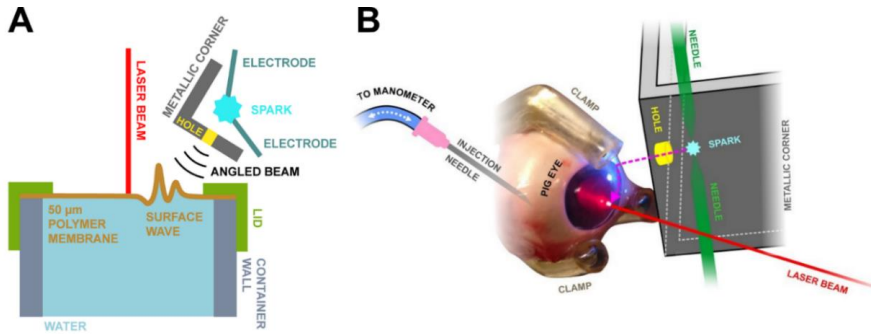 A
LASER BEAM
METALLIC CORNER
ELECTRODE
SPARK
HOLE
ELECTRODE
ANGLED BEAM
50 µm
POLYMER
MEMBRANE
SURFACE
WAVE
LID
CONTAINER
WALL
WATER
B
TO MANOMETER
INJECTION
NEEDLE
PIG EYE
CLAMP
CLAMP
HOLE
SPARK
NEEDLE
NEEDLE
METALLIC CORNER
LASER BEAM